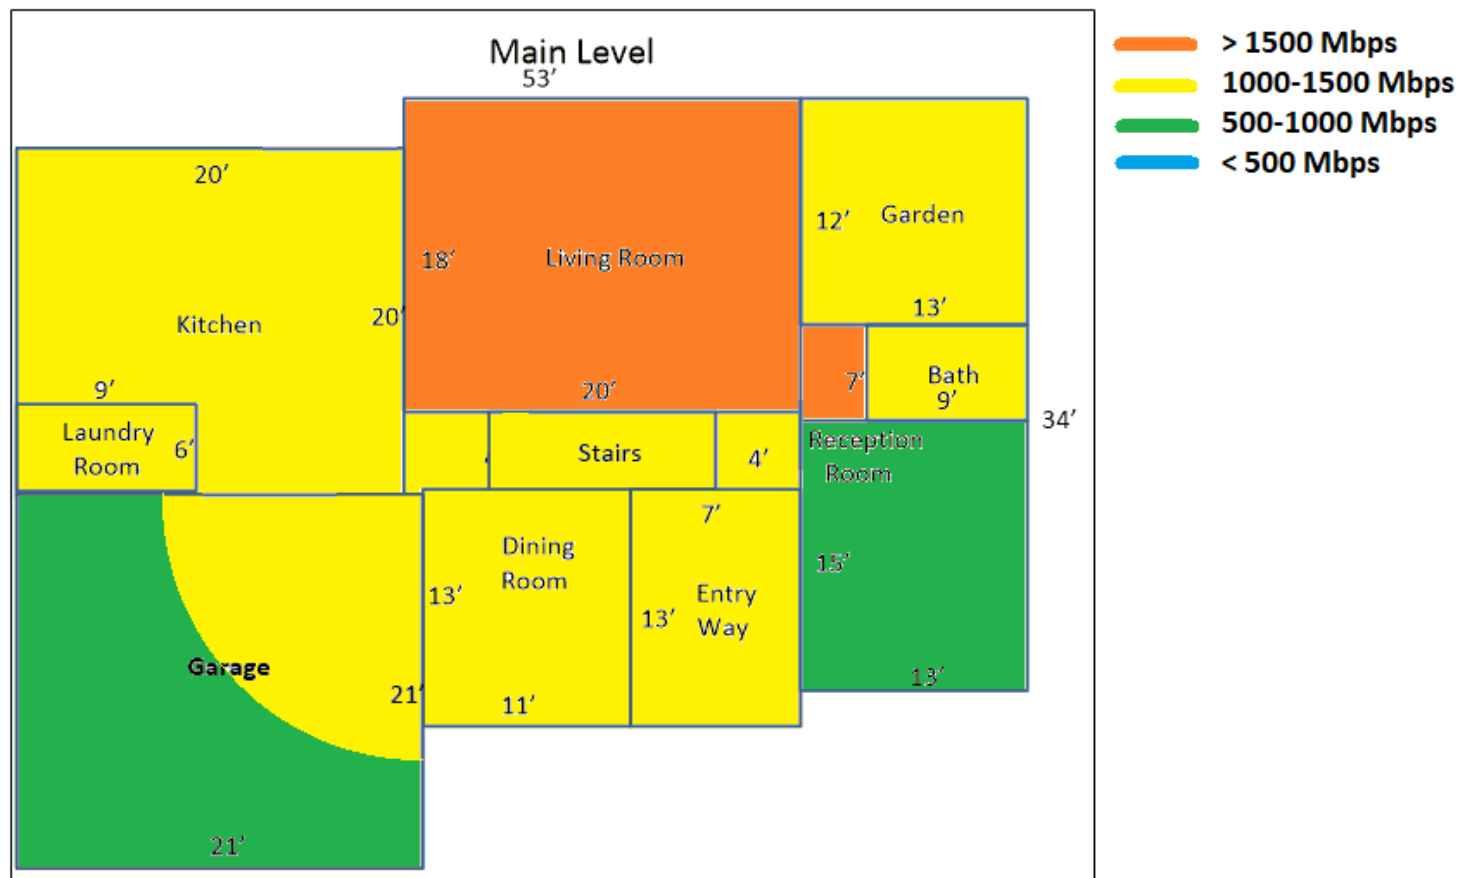 Main Level
53′
> 1500 Mbps
1000-1500 Mbps
500-1000 Mbps
< 500 Mbps
20′
12′
Garden
18′
Living Room
13′
Kitchen
20′
9′
20′
7′
Bath
9′
34′
Laundry
Room
6′
Stairs
4′
Reception
Room
7′
Dining
Room
15′
13′
13′
Entry
Way
Garage
21′
11′
13′
21′